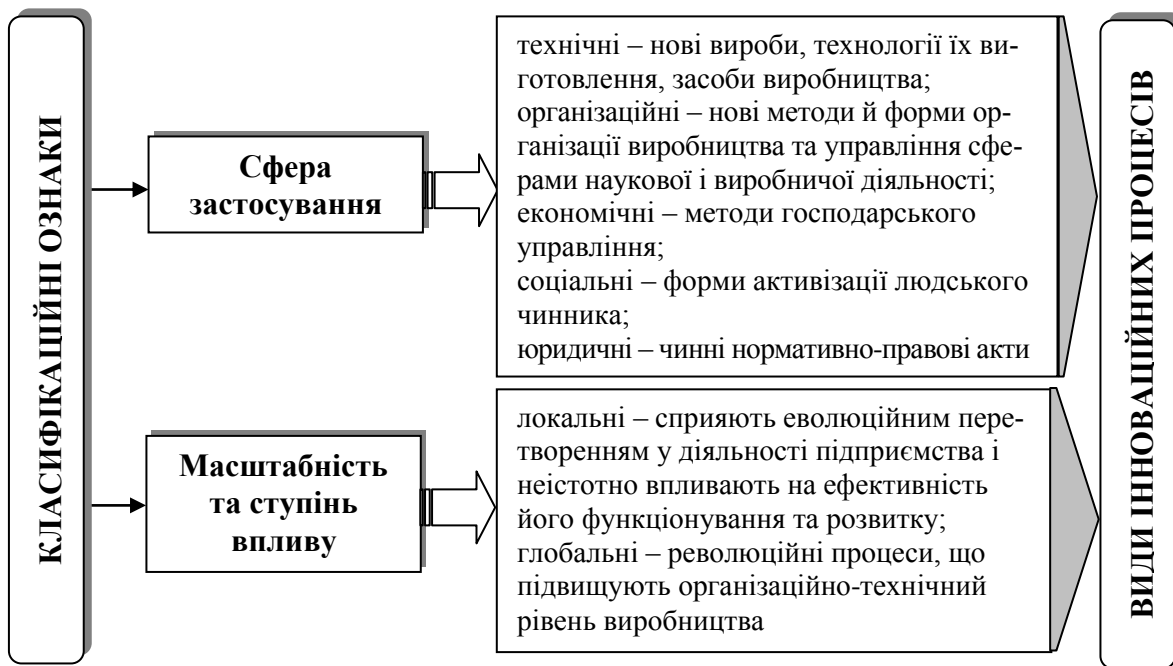 КЛАСИФІКАЦІЙНІ ОЗНАКИ
Сфера
застосування
технічні – нові вироби, технології їх ви-
готовлення, засоби виробництва;
організаційні – нові методи й форми ор-
ганізації виробництва та управління сфе-
рами наукової і виробничої діяльності;
економічні – методи господарського
управління;
соціальні – форми активізації людського
чинника;
юридичні – чинні нормативно-правові акти
Масштабність
та ступінь
впливу
локальні – сприяють еволюційним пере-
творенням у діяльності підприємства і
неістотно впливають на ефективність
його функціонування та розвитку;
глобальні – революційні процеси, що
підвищують організаційно-технічний
рівень виробництва
ВИДИ ІННОВАЦІЙНИХ ПРОЦЕСІВ